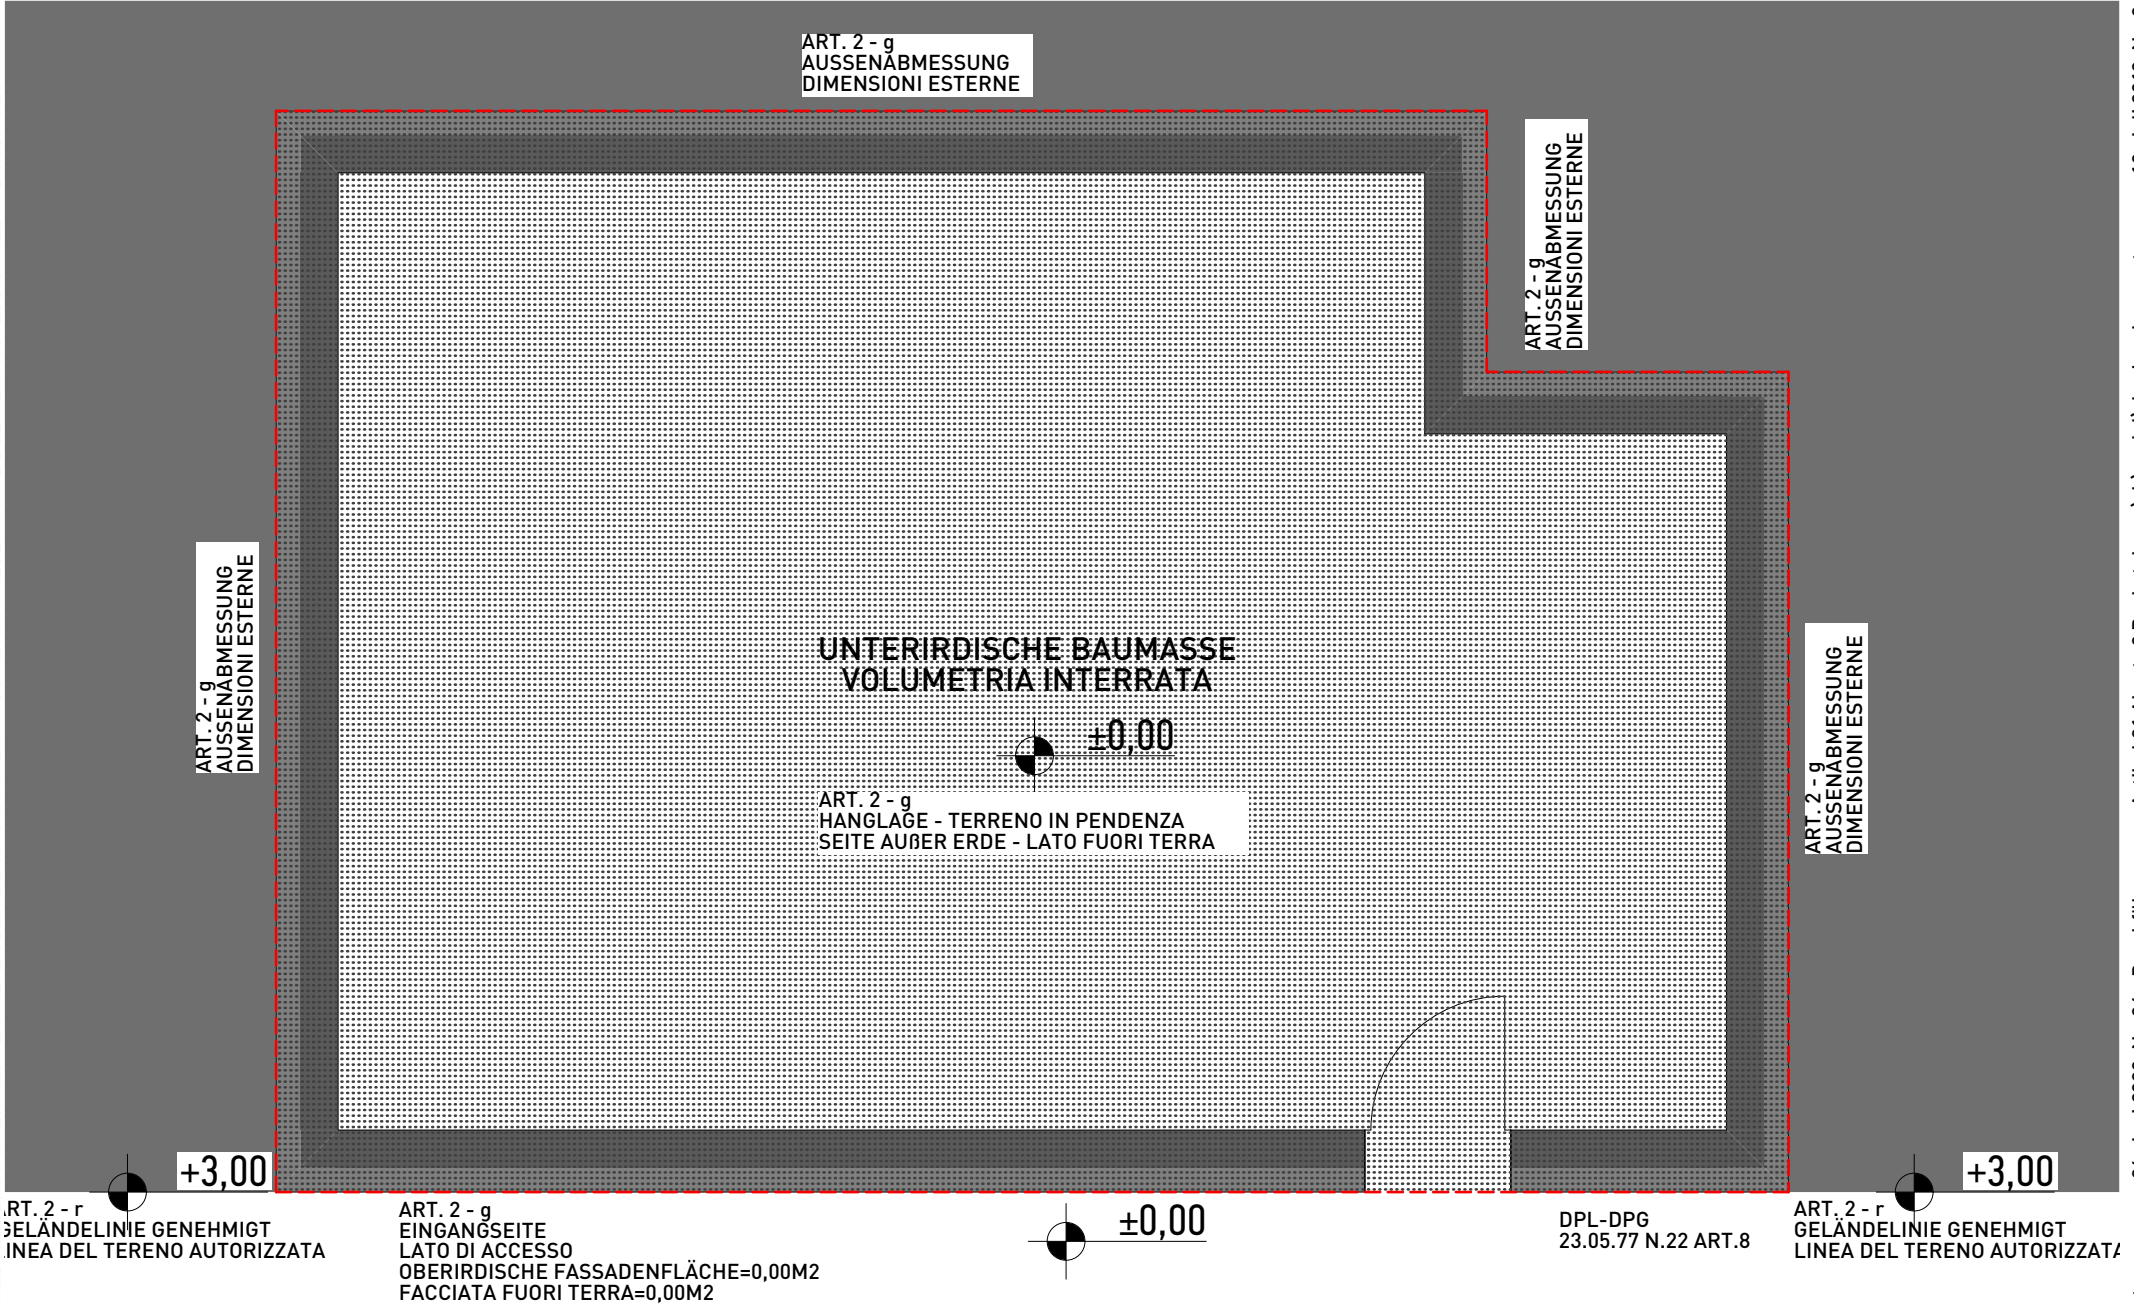 ART. 2 - g
AUSSENABMESSUNG
DIMENSIONI ESTERNE
ART. 2 - g
AUSSENABMESSUNG
DIMENSIONI ESTERNE
ART. 2 - g
AUSSENABMESSUNG
DIMENSIONI ESTERNE
UNTERIRDISCHE BAUMASSE
VOLUMETRIA INTERRATA
±0,00
ART. 2 - g
HANGLAGE - TERRENO IN PENDENZA
SEITE AUßER ERDE - LATO FUORI TERRA
ART. 2 - g
AUSSENABMESSUNG
DIMENSIONI ESTERNE
+3,00
+3,00
RT. 2 - r
GELÄNDELINIE GENEHMIGT
INEA DEL TERENO AUTORIZZATA
ART. 2 - g
EINGANGSEITE
LATO DI ACCESSO
OBERIRDISCHE FASSADENFLÄCHE=0,00M2
FACCIATA FUORI TERRA=0,00M2
±0,00
DPL-DPG
23.05.77 N.22 ART.8
ART. 2 - r
GELÄNDELINIE GENEHMIGT
LINEA DEL TERENO AUTORIZZATA